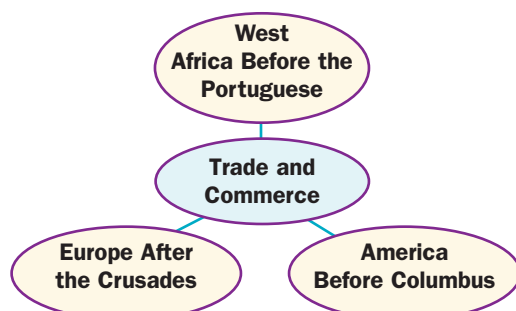 West
Africa Before the
Portuguese
Trade and
Commerce
Europe After
the Crusades
America
Before Columbus